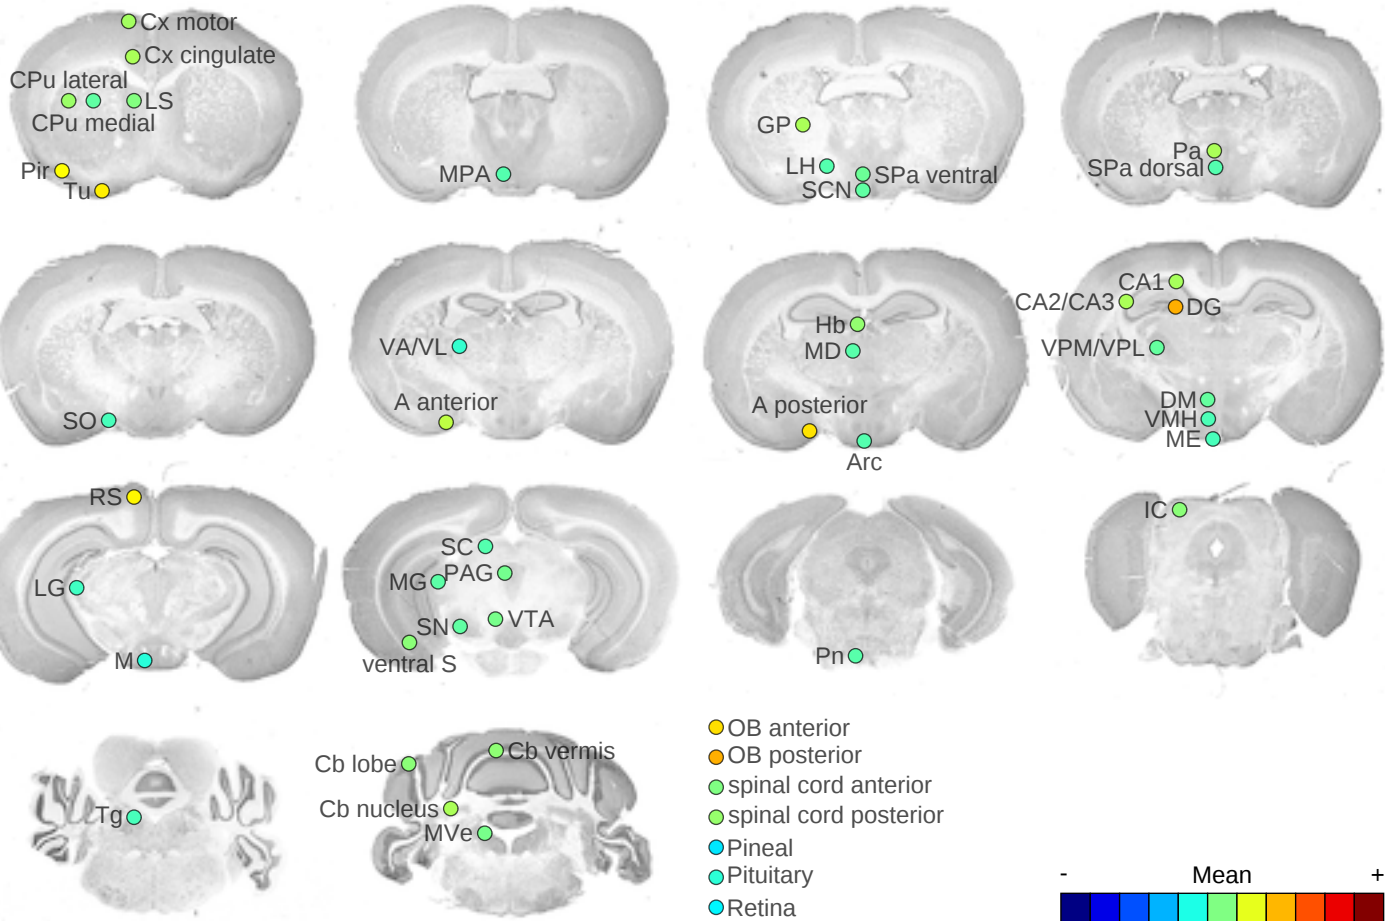 Cx motor
Cx cingulate
CPu lateral
LS
CPu medial
Pir
Tu
MPA
GP
LH
SPa ventral
SCN
Pa
SPa dorsal
SO
VA/VL
A anterior
Hb
MD
A posterior
Arc
CA1
CA2/CA3
DG
VPM/VPL
DM
VMH
ME
RS
LG
M
SC
MG
PAG
SN
VTA
ventral S
Pn
IC
Tg
Cb lobe
Cb vermis
Cb nucleus
MVe
OB anterior
OB posterior
spinal cord anterior
spinal cord posterior
Pineal
Pituitary
Retina
- Mean +